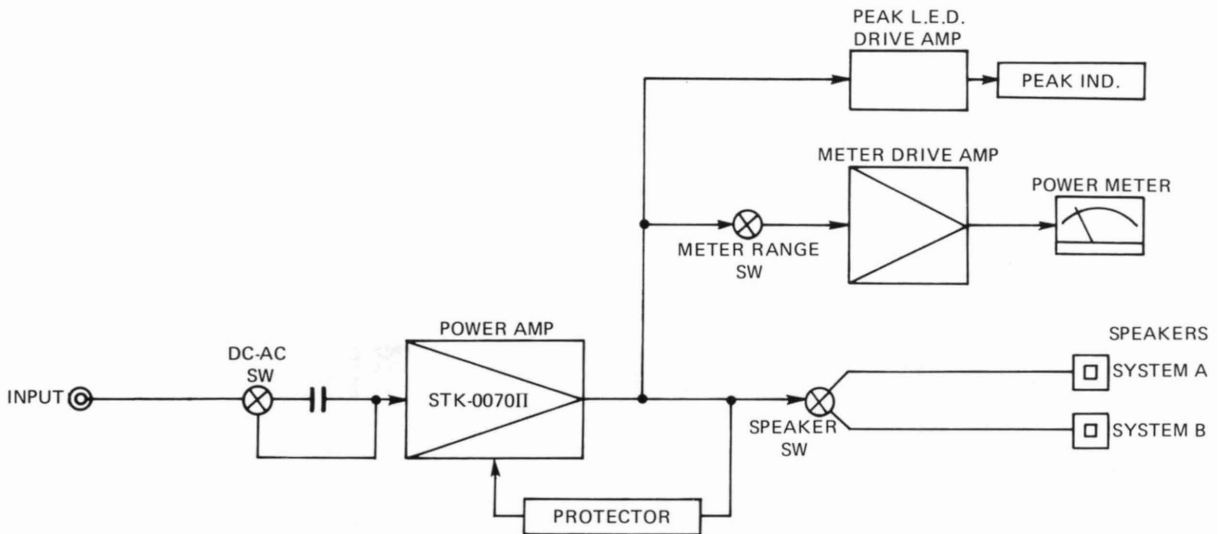 PEAK L.E.D.
DRIVE AMP
PEAK IND.
METER DRIVE AMP
POWER METER
METER RANGE
SW
POWER AMP
SPEAKERS
DC-AC
SW
SYSTEM A
INPUT
STK-0070II
SPEAKER
SW
SYSTEM B
PROTECTOR